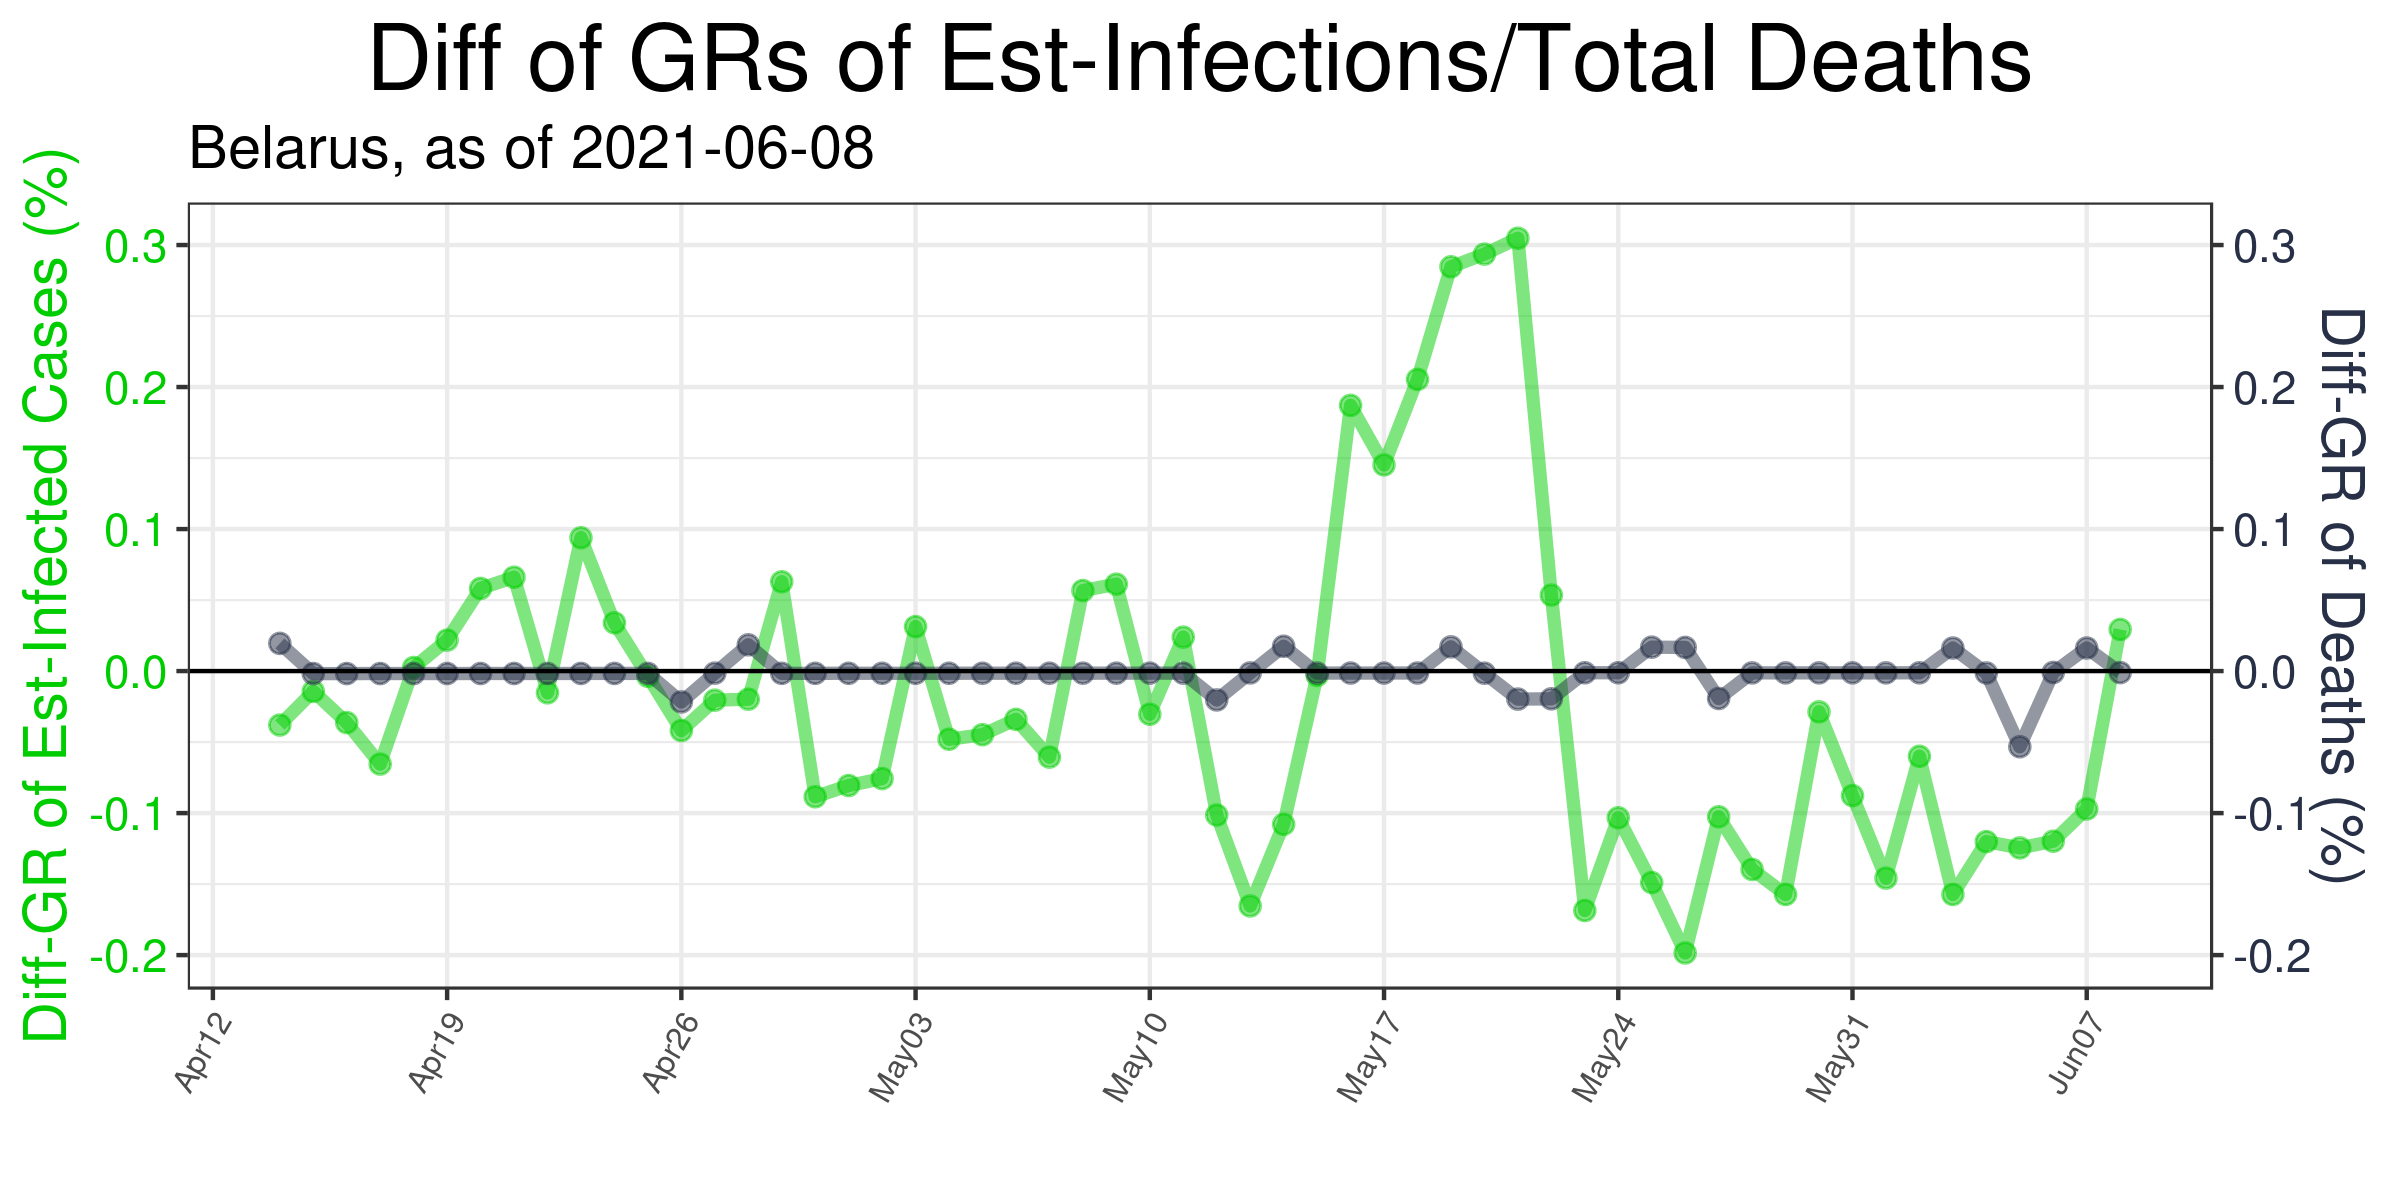 Diff of GRs of Est-Infections/Total Deaths
Belarus, as of 2021-06-08
Diff-GR of Est-Infected Cases (%)
0.3
0.2
0.1
0.0
-0.1
-0.2
0.3
0.2
0.1
0.0
-0.1
-0.2
Diff-GR of Deaths (%)
Apr12
Apr19
Apr26
May03
May10
May17
May24
May31
Jun07